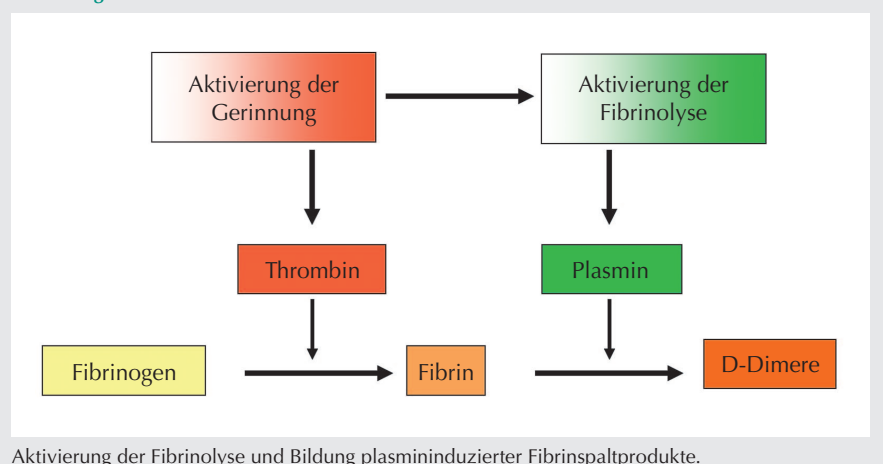 Aktivierung der
Gerinnung
Aktivierung der
Fibrinolyse
Thrombin
Plasmin
Fibrinogen
Fibrin
D-Dimere
Aktivierung der Fibrinolyse und Bildung plasmininduzierter Fibrinspaltprodukte.